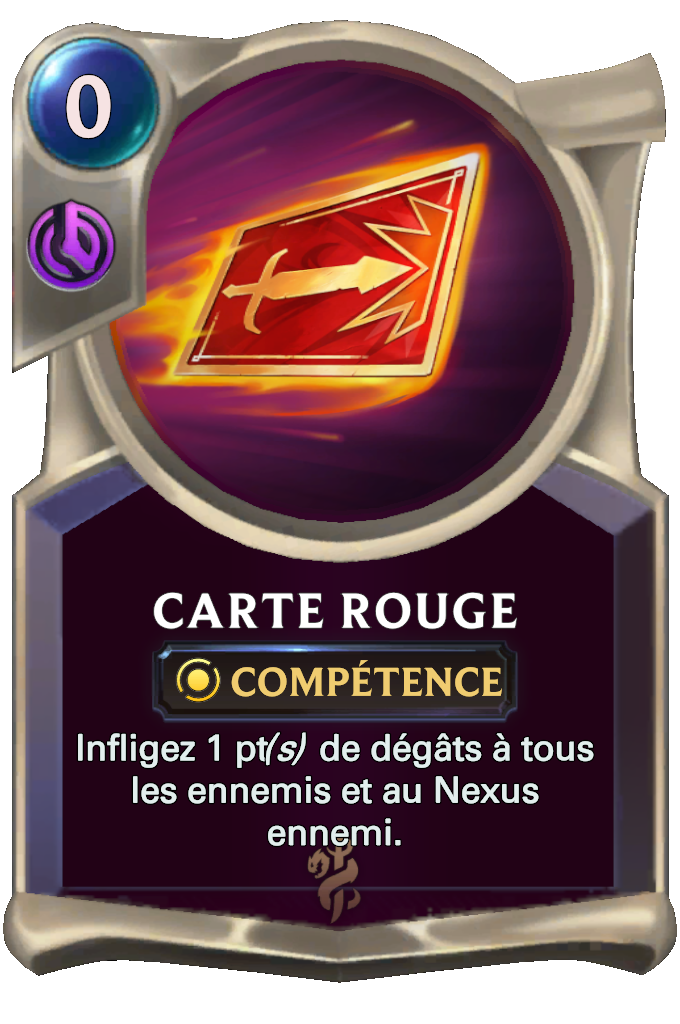 0
CARTE ROUGE
COMPÉTENCE
Infligez 1 pt(s) de dégâts à tous
les ennemis et au Nexus
ennemi.